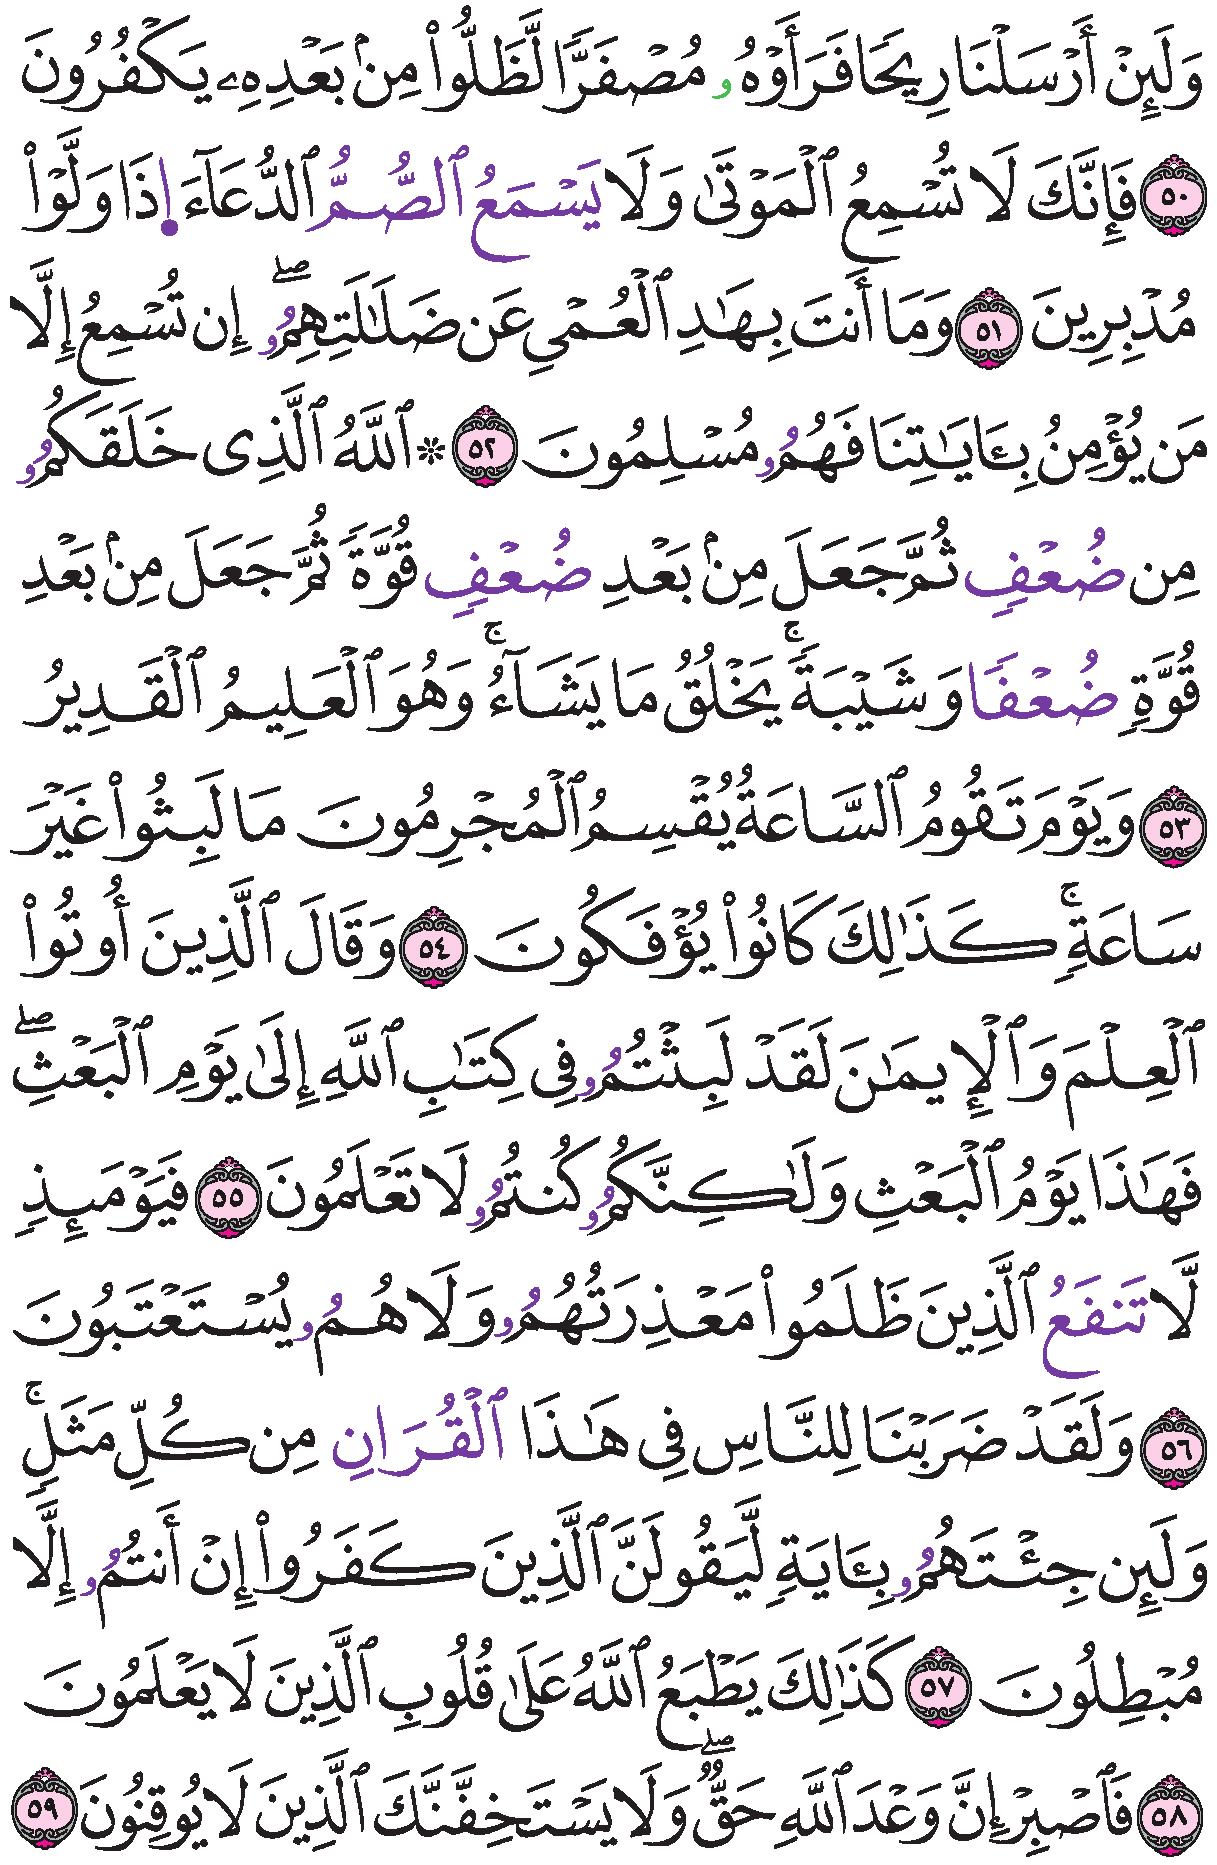 وَلَئِنۡ أَرۡسَلۡنَا رِيحٗا فَرَأَوۡهُۥ مُصۡفَرّٗا لَّظَلُّواْ مِنۢ بَعۡدِهِۦ يَكۡفُرُونَ
٥٠ فَإِنَّكَ لَا تُسۡمِعُ ٱلۡمَوۡتَىٰ وَلَا يَسۡمَعُ ٱلصُّمُّ ٱلدُّعَآءَ اِ۪ذَا وَلَّوۡاْ
مُدۡبِرِينَ ٥١ وَمَا أَنتَ بِهَٰدِ ٱلۡعُمۡيِ عَن ضَلَٰلَتِهِمُۥۖ إِن تُسۡمِعُ إِلَّا
مَن يُؤۡمِنُ بِـَٔايَٰتِنَا فَهُمُۥ مُسۡلِمُونَ ٥٢ ۞ ٱللَّهُ ٱلَّذِي خَلَقَكُمُۥ
مِن ضُعۡفٖ ثُمَّ جَعَلَ مِنۢ بَعۡدِ ضُعۡفٖ قُوَّةٗ ثُمَّ جَعَلَ مِنۢ بَعۡدِ
قُوَّةٖ ضُعۡفٗا وَشَيۡبَةٗۚ يَخۡلُقُ مَا يَشَآءُۚ وَهُوَ ٱلۡعَلِيمُ ٱلۡقَدِيرُ
٥٣ وَيَوۡمَ تَقُومُ ٱلسَّاعَةُ يُقۡسِمُ ٱلۡمُجۡرِمُونَ مَا لَبِثُواْ غَيۡرَ
سَاعَةٖۚ كَذَٰلِكَ كَانُواْ يُؤۡفَكُونَ ٥٤ وَقَالَ ٱلَّذِينَ أُوتُواْ
ٱلۡعِلۡمَ وَٱلۡإِيمَٰنَ لَقَدۡ لَبِثۡتُمُۥ فِي كِتَٰبِ ٱللَّهِ إِلَىٰ يَوۡمِ ٱلۡبَعۡثِۖ
فَهَٰذَا يَوۡمُ ٱلۡبَعۡثِ وَلَٰكِنَّكُمُۥ كُنتُمُۥ لَا تَعۡلَمُونَ ٥٥ فَيَوۡمَئِذٖ
لَّا تَنفَعُ ٱلَّذِينَ ظَلَمُواْ مَعۡذِرَتُهُمُۥ وَلَا هُمُۥ يُسۡتَعۡتَبُونَ
٥٦ وَلَقَدۡ ضَرَبۡنَا لِلنَّاسِ فِي هَٰذَا ٱلۡقُرَانِ مِن كُلِّ مَثَلٖۚ
وَلَئِن جِئۡتَهُمُۥ بِـَٔايَةٖ لَّيَقُولَنَّ ٱلَّذِينَ كَفَرُواْ إِنۡ أَنتُمُۥ إِلَّا
مُبۡطِلُونَ ٥٧ كَذَٰلِكَ يَطۡبَعُ ٱللَّهُ عَلَىٰ قُلُوبِ ٱلَّذِينَ لَا يَعۡلَمُونَ
٥٨ فَٱصۡبِرۡ إِنَّ وَعۡدَ ٱللَّهِ حَقّٞۖ وَلَا يَسۡتَخِفَّنَّكَ ٱلَّذِينَ لَا يُوقِنُونَ ٥٩